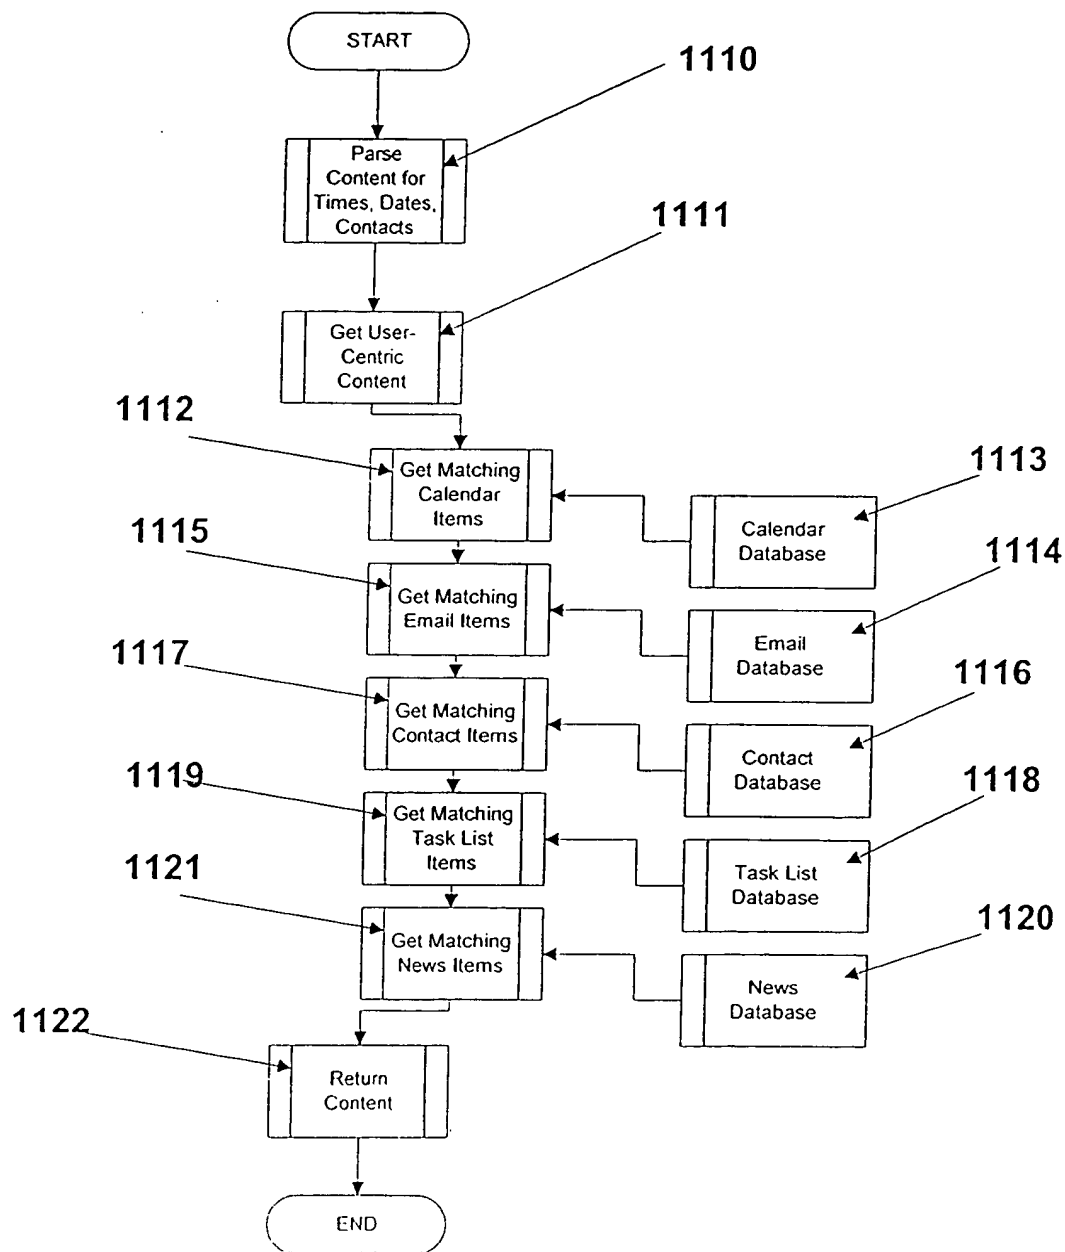 START
1110
Parse
Content for
Times, Dates,
Contacts
1111
Get User-
Centric
Content
1112
Get Matching
Calendar
Items
1113
Calendar
Database
1115
Get Matching
Email Items
1114
Email
Database
1117
Get Matching
Contact Items
1116
Contact
Database
1119
Get Matching
Task List
Items
1118
Task List
Database
1121
Get Matching
News Items
1120
News
Database
1122
Return
Content
END